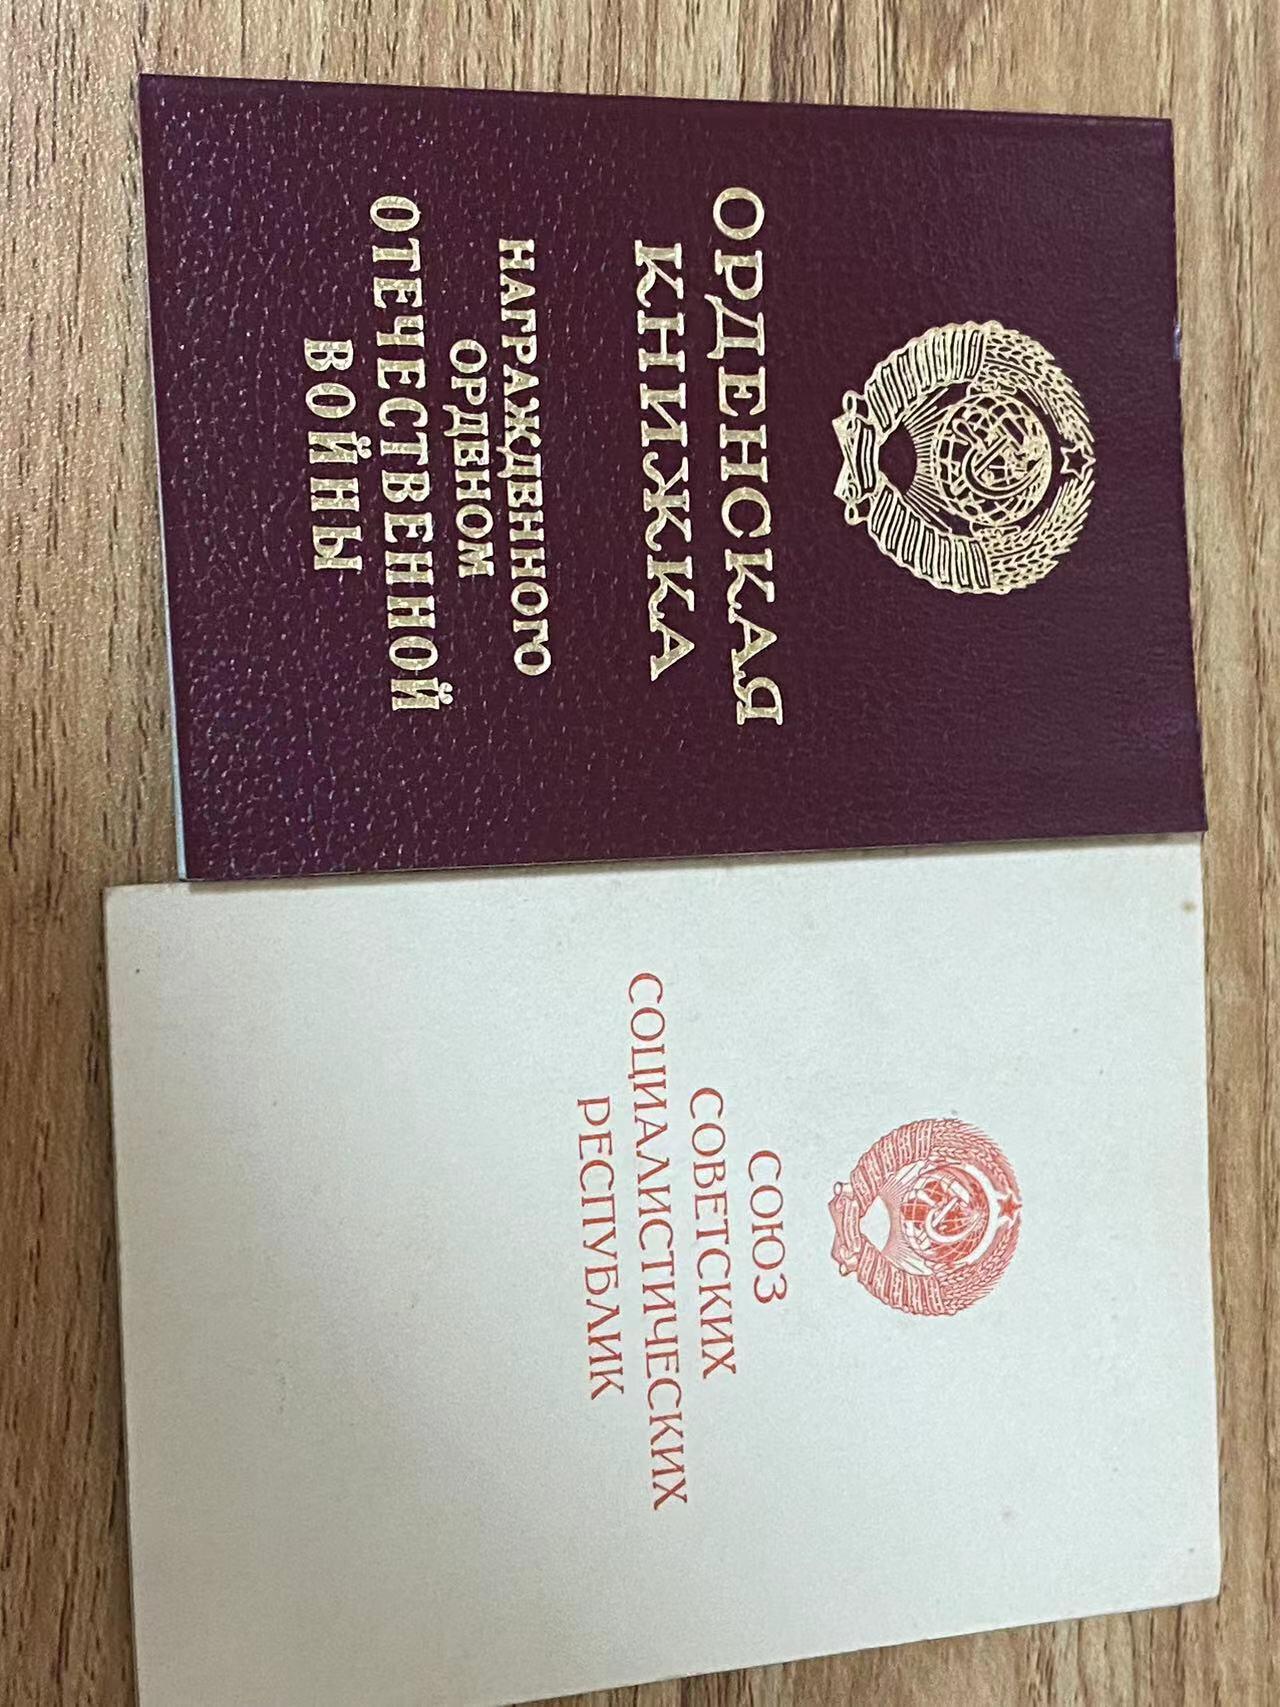 ОРДЕНСКАЯ
КНИЖКА
НАГРАЖДЕННОГО
ОРДЕНОМ
ОТЕЧЕСТВЕННОЙ
ВОЙНЫ
СОЮЗ
СОВЕТСКИХ
СОЦИАЛИСТИЧЕСКИХ
РЕСПУБЛИК